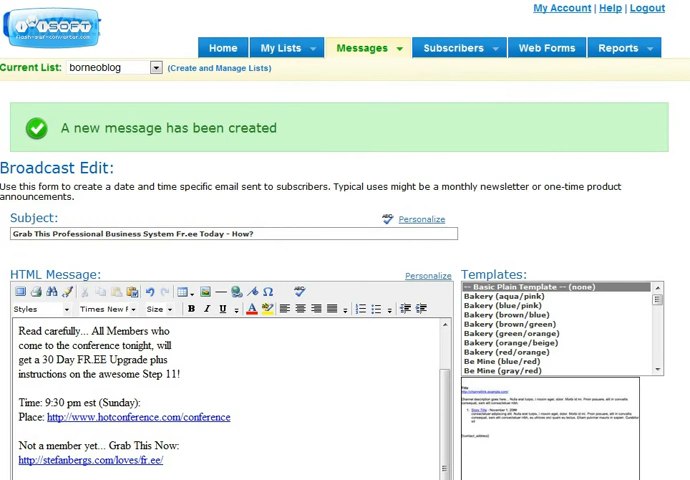 My Account | Help | Logout
iWiSOFT
flash-swf-converter.com
Home
My Lists
Messages
Subscribers
Web Forms
Reports
Current List: borneoblog (Create and Manage Lists)
A new message has been created
Broadcast Edit:
Use this form to create a date and time specific email sent to subscribers. Typical uses might be a monthly newsletter or one-time product
announcements.
Subject:
ABC Personalize
Grab This Professional Business System Fr.ee Today - How?
HTML Message:
Personalize
Styles
Times New F
Size
B I U
Read carefully... All Members who
come to the conference tonight, will
get a 30 Day FR.EE Upgrade plus
instructions on the awesome Step 11!
Time: 9:30 pm est (Sunday):
Place: http://www.hotconference.com/conference
Not a member yet... Grab This Now:
http://stefanbergs.com/loves/fr.ee/
Templates:
-- Basic Plain Template -- (none)
Bakery (aqua/pink)
Bakery (blue/pink)
Bakery (brown/blue)
Bakery (brown/green)
Bakery (green/orange)
Bakery (orange/beige)
Bakery (red/orange)
Be Mine (blue/red)
Be Mine (gray/red)
Title